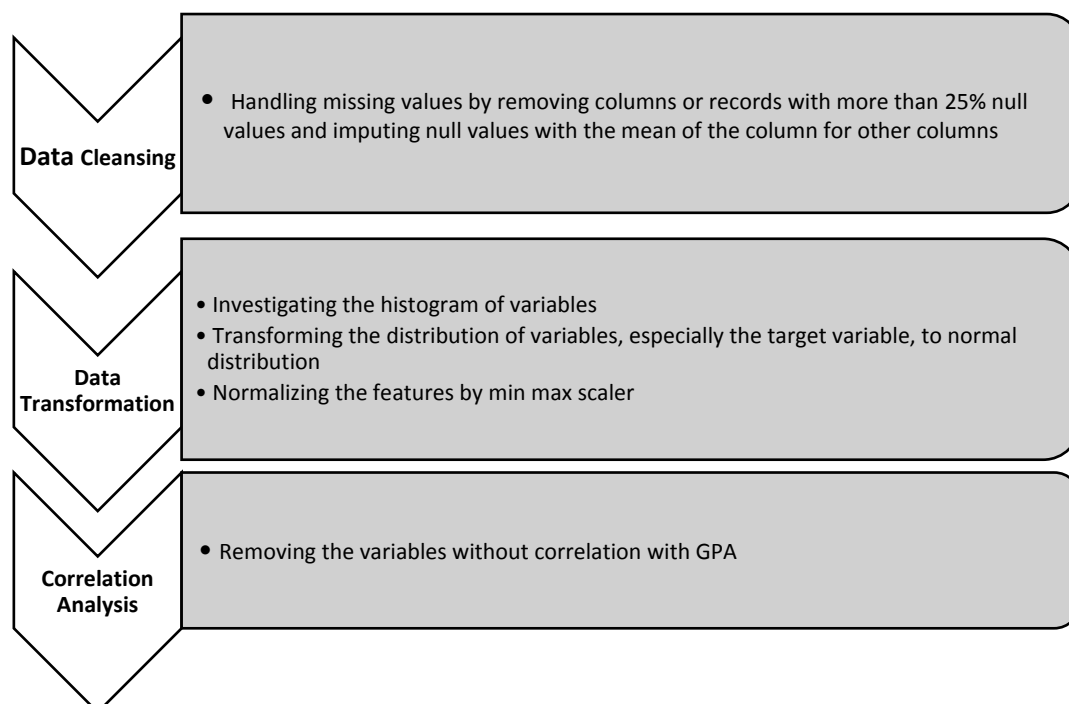 Data Cleansing
• Handling missing values by removing columns or records with more than 25% null
values and imputing null values with the mean of the column for other columns
Data
Transformation
• Investigating the histogram of variables
• Transforming the distribution of variables, especially the target variable, to normal
distribution
• Normalizing the features by min max scaler
Correlation
Analysis
• Removing the variables without correlation with GPA